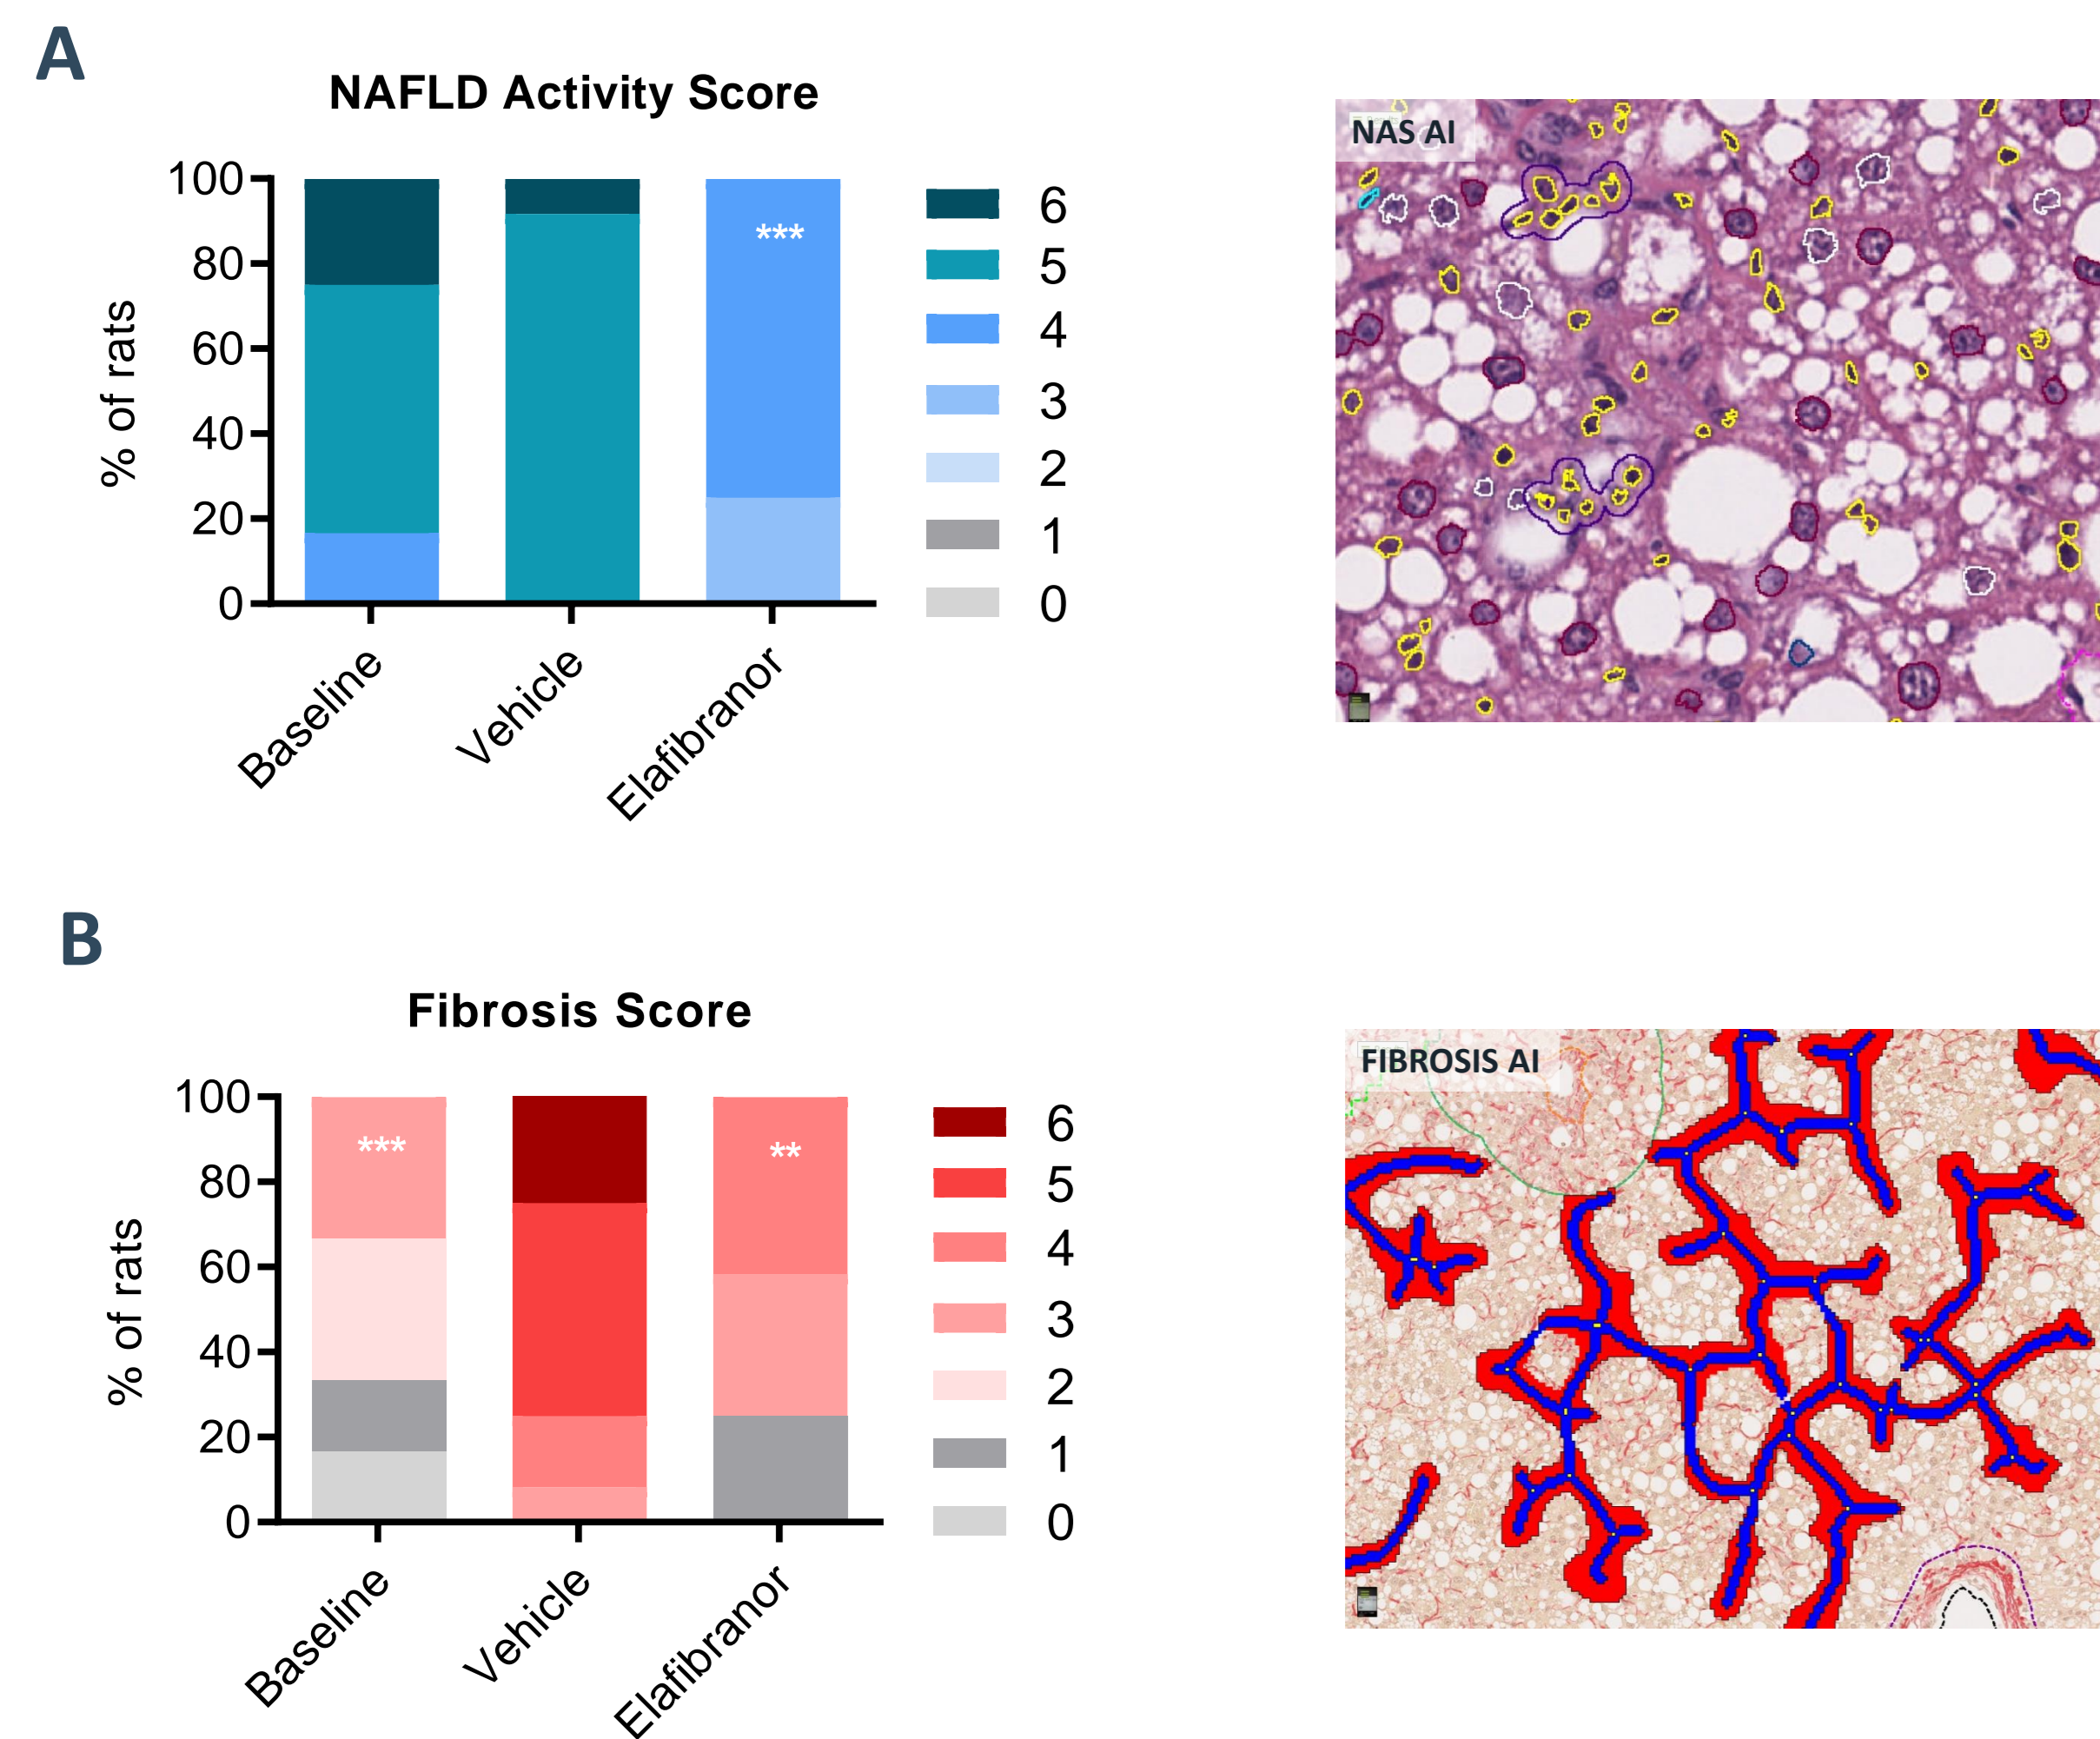 A
NAFLD Activity Score
% of rats
100
80
60
40
20
0
***
Baseline
Vehicle
Elafibranor
6
5
4
3
2
1
0
NAS AI
B
Fibrosis Score
% of rats
100
80
60
40
20
0
***
**
Baseline
Vehicle
Elafibranor
6
5
4
3
2
1
0
FIBROSIS AI